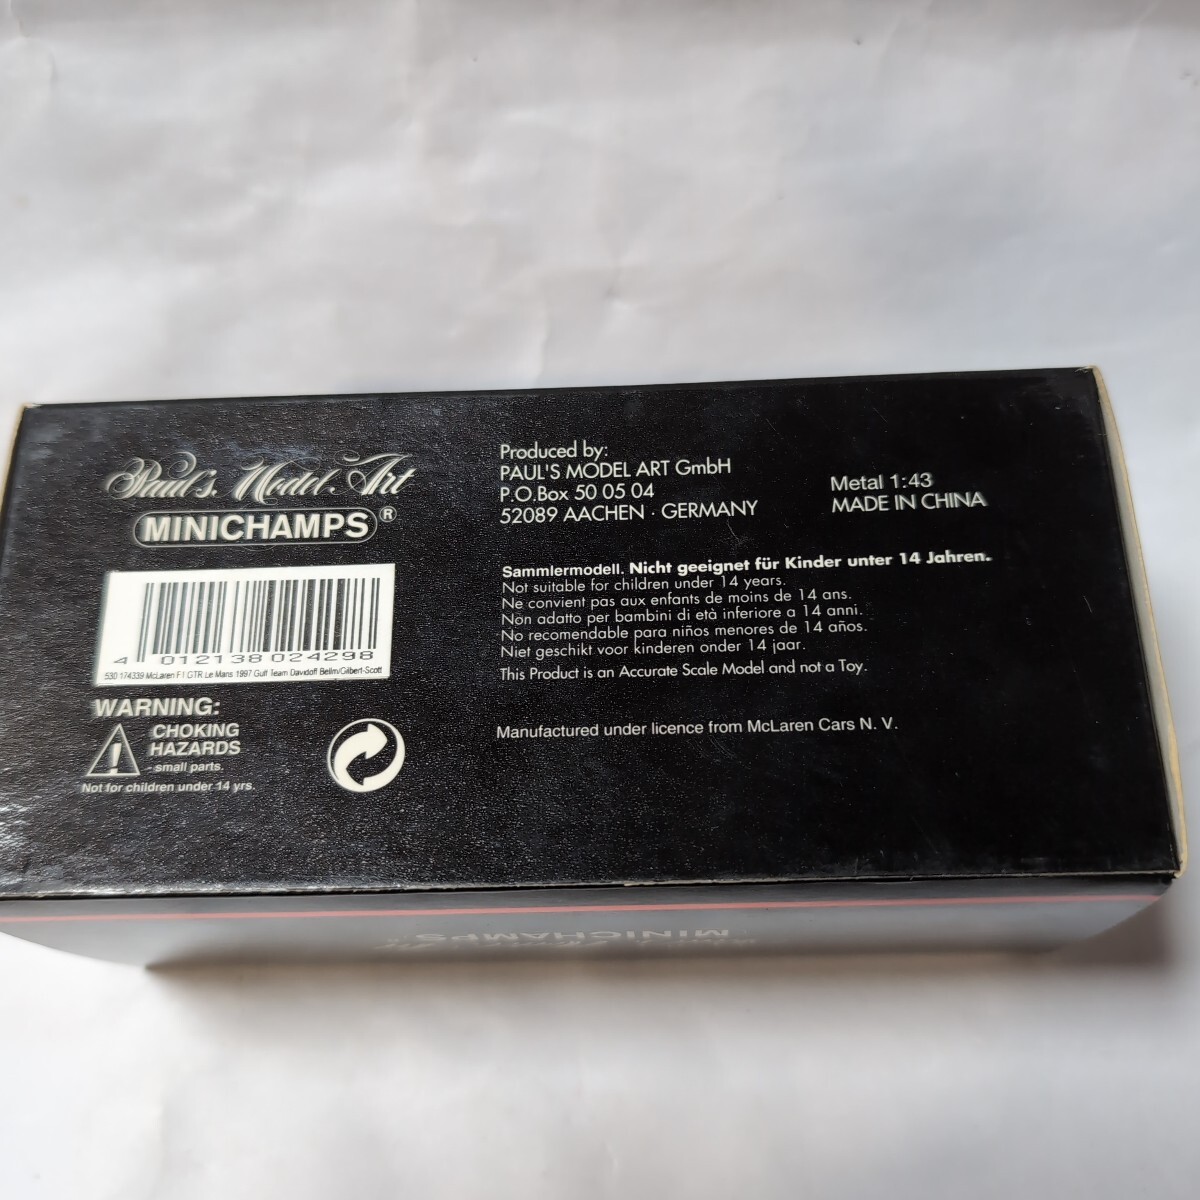 Paul's Model Art
MINICHAMPS®
4 012138 024298
530 174339 McLaren F1 GTR Le Mans 1997 Gulf Team Davidoff Bellm/Gilbert-Scott
WARNING:
CHOKING
HAZARDS
- small parts.
Not for children under 14 yrs.
Produced by:
PAUL'S MODEL ART GmbH
P.O.Box 50 05 04
52089 AACHEN · GERMANY
Metal 1:43
MADE IN CHINA
Sammlermodell. Nicht geeignet für Kinder unter 14 Jahren.
Not suitable for children under 14 years.
Ne convient pas aux enfants de moins de 14 ans.
Non adatto per bambini di età inferiore a 14 anni.
No recomendable para niños menores de 14 años.
Niet geschikt voor kinderen onder 14 jaar.
This Product is an Accurate Scale Model and not a Toy.
Manufactured under licence from McLaren Cars N. V.
MINICHAMPS